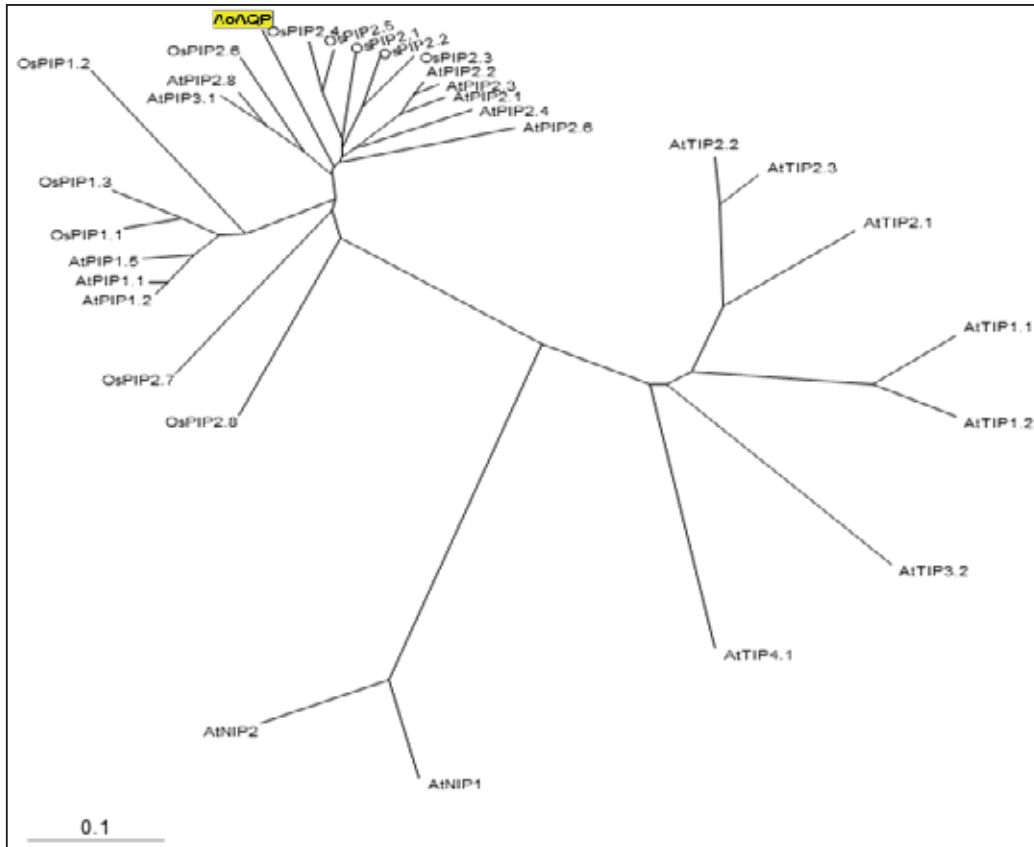 AoAQP
OsPIP2.4
OsPIP2.5
OsPIP2.1
OsPIP2.2
OsPIP2.6
OsPIP2.3
OsPIP1.2
AtPIP2.2
AtPIP2.8
AtPIP2.3
AtPIP3.1
AtPIP2.1
AtPIP2.4
AtPIP2.6
AtTIP2.2
AtTIP2.3
OsPIP1.3
AtTIP2.1
OsPIP1.1
AtPIP1.5
AtPIP1.1
AtPIP1.2
AtTIP1.1
OsPIP2.7
OsPIP2.8
AtTIP1.2
AtTIP3.2
AtTIP4.1
AtNIP2
AtNIP1
0.1